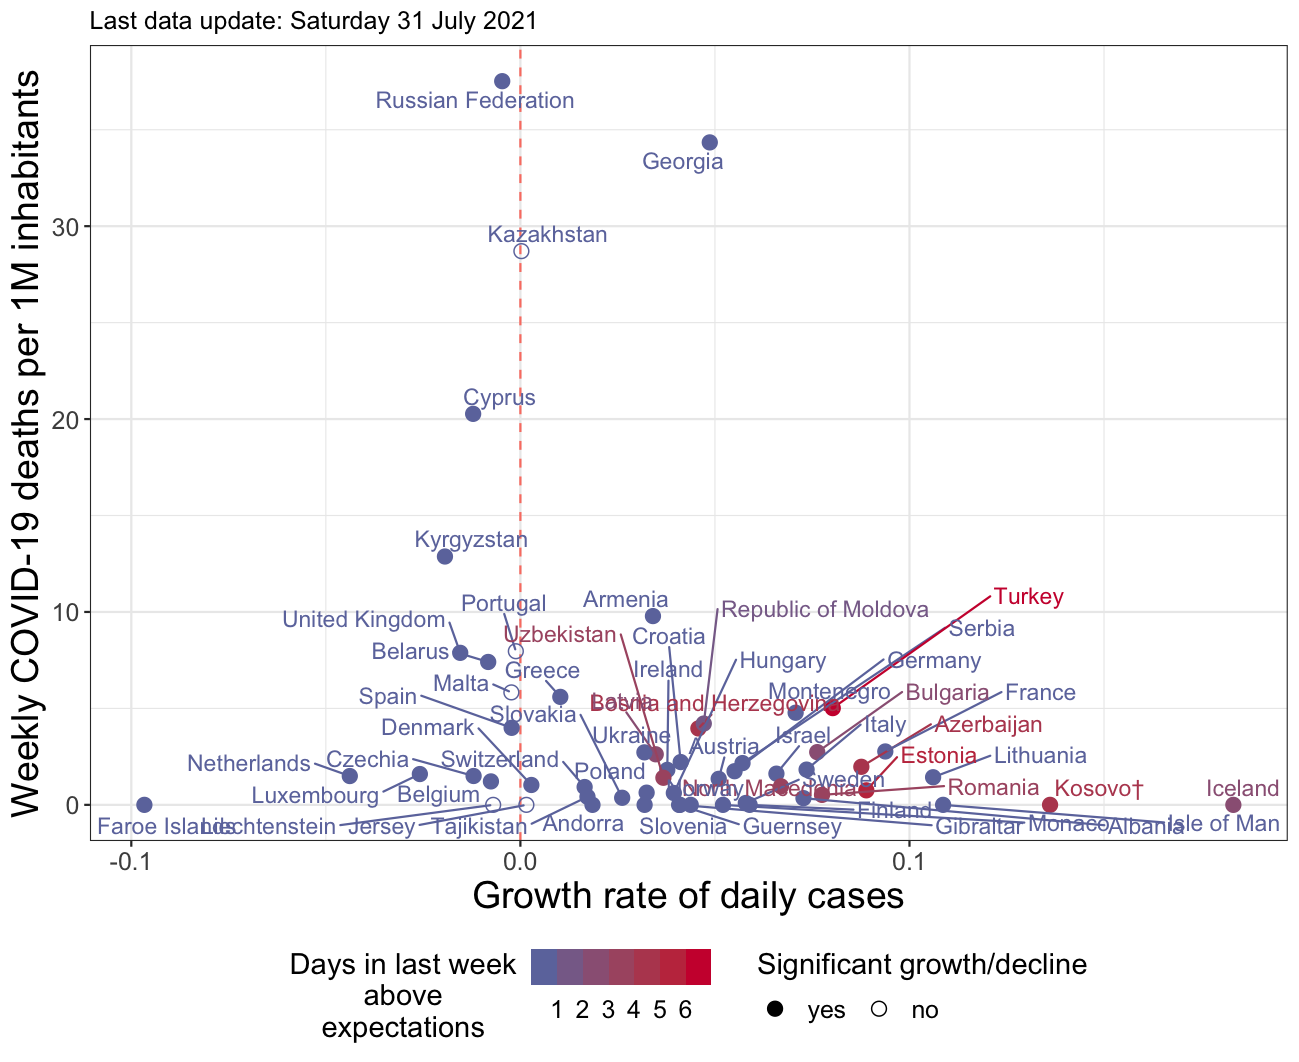 Last data update: Saturday 31 July 2021
Weekly COVID-19 deaths per 1M inhabitants
Russian Federation
Georgia
30
Kazakhstan
20
Cyprus
Kyrgyzstan
10
Portugal
Armenia
Republic of Moldova
Turkey
United Kingdom
Uzbekistan
Croatia
Serbia
Belarus
Greece
Ireland
Hungary
Germany
Malta
Montenegro
Bulgaria
France
Spain
Slovakia
Latvia
Bosnia and Herzegovina
Denmark
Ukraine
Israel
Italy
Azerbaijan
Netherlands
Czechia
Switzerland
Poland
Austria
Estonia
Lithuania
Luxembourg
Belgium
Norway
North Macedonia
Sweden
Romania
Kosovo†
Iceland
0
Faroe Islands
Liechtenstein
Jersey
Tajikistan
Andorra
Slovenia
Guernsey
Finland
Gibraltar
Monaco
Albania
Isle of Man
-0.1
0.0
0.1
Growth rate of daily cases
Days in last week
above
expectations
1 2 3 4 5 6
Significant growth/decline
yes
no